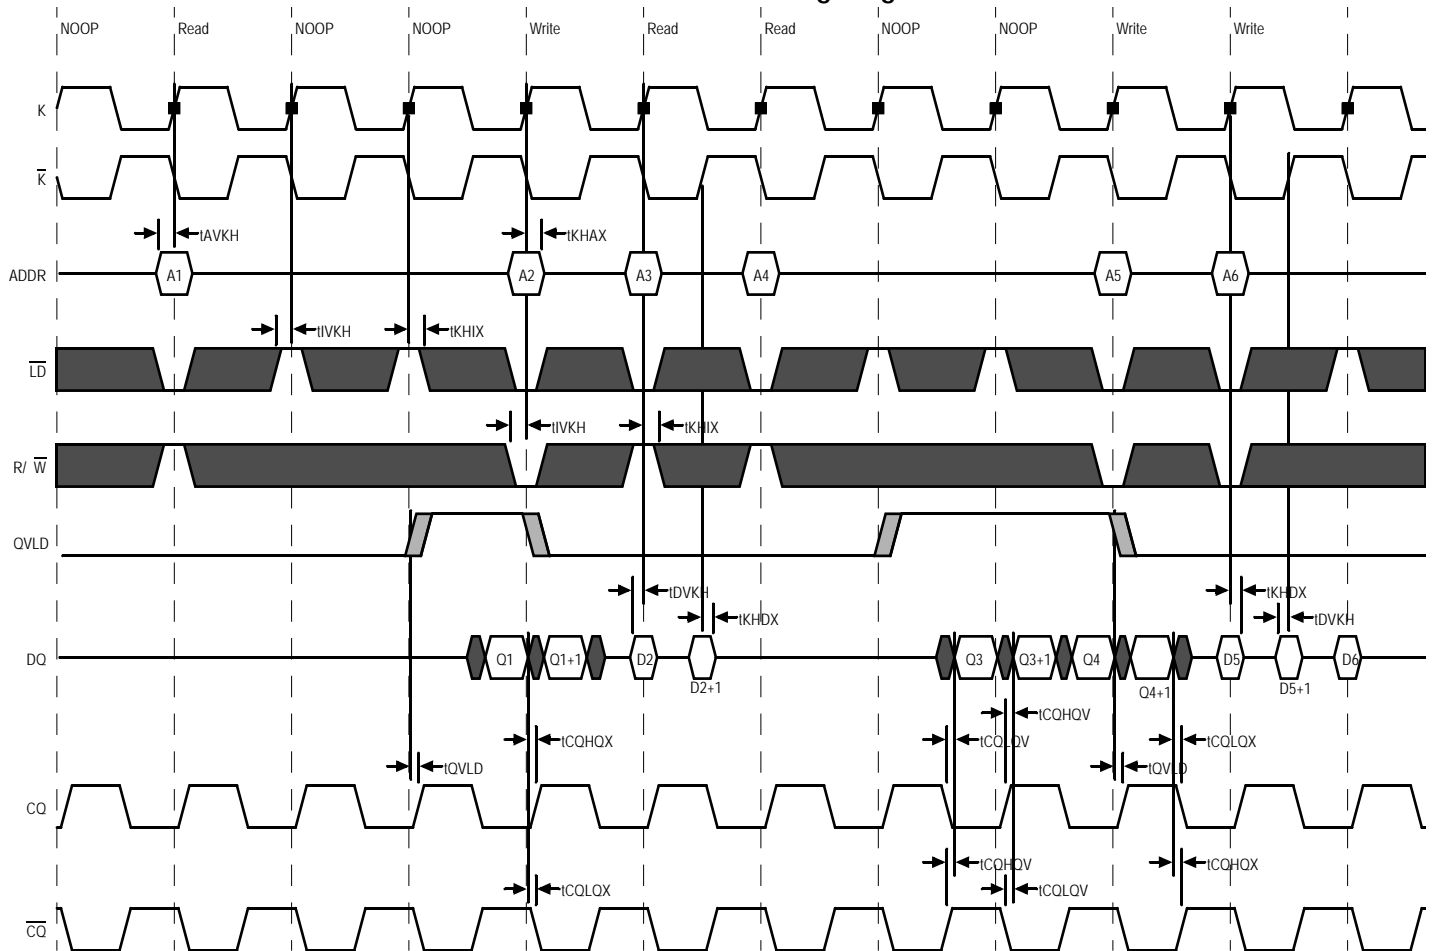 NOOP Read NOOP NOOP Write Read Read NOOP NOOP Write Write
K
K
tAVKH tKHAX
ADDR A1 A2 A3 A4 A5 A6
tIVKH tKHIX
LD
tIVKH tKHIX
R/ W
QVLD
tDVKH tKHDX
tKHDX tDVKH
DQ Q1 Q1+1 D2 Q3 Q3+1 Q4 D5 D6
D2+1 Q4+1 D5+1
tCQHQV
tCQHQX tCQLQV tCQLQX
tQVLD tQVLD
CQ
tCQHQV tCQHQX
tCQLQX tCQLQV
CQ